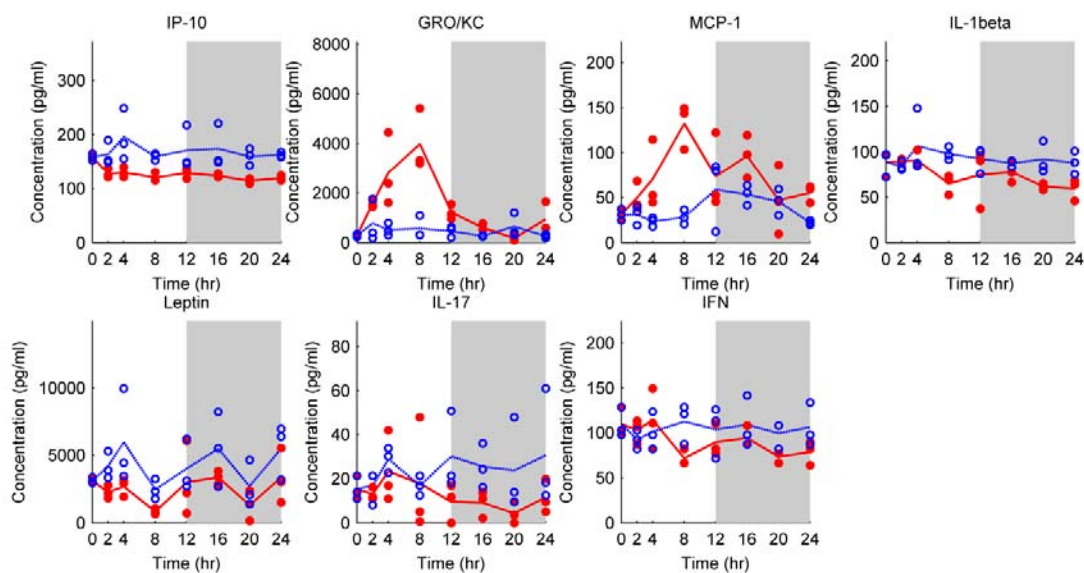 IP-10
GRO/KC
MCP-1
IL-1beta
Concentration (pg/ml)
300
200
100
0
0 2 4 8 12 16 20 24
Time (hr)
Concentration (pg/ml)
8000
6000
4000
2000
0
0 2 4 8 12 16 20 24
Time (hr)
Concentration (pg/ml)
200
150
100
50
0
0 2 4 8 12 16 20 24
Time (hr)
Concentration (pg/ml)
200
150
100
50
0
0 2 4 8 12 16 20 24
Time (hr)
Leptin
IL-17
IFN
Concentration (pg/ml)
10000
5000
0
0 2 4 8 12 16 20 24
Time (hr)
Concentration (pg/ml)
80
60
40
20
0
0 2 4 8 12 16 20 24
Time (hr)
Concentration (pg/ml)
200
150
100
50
0
0 2 4 8 12 16 20 24
Time (hr)